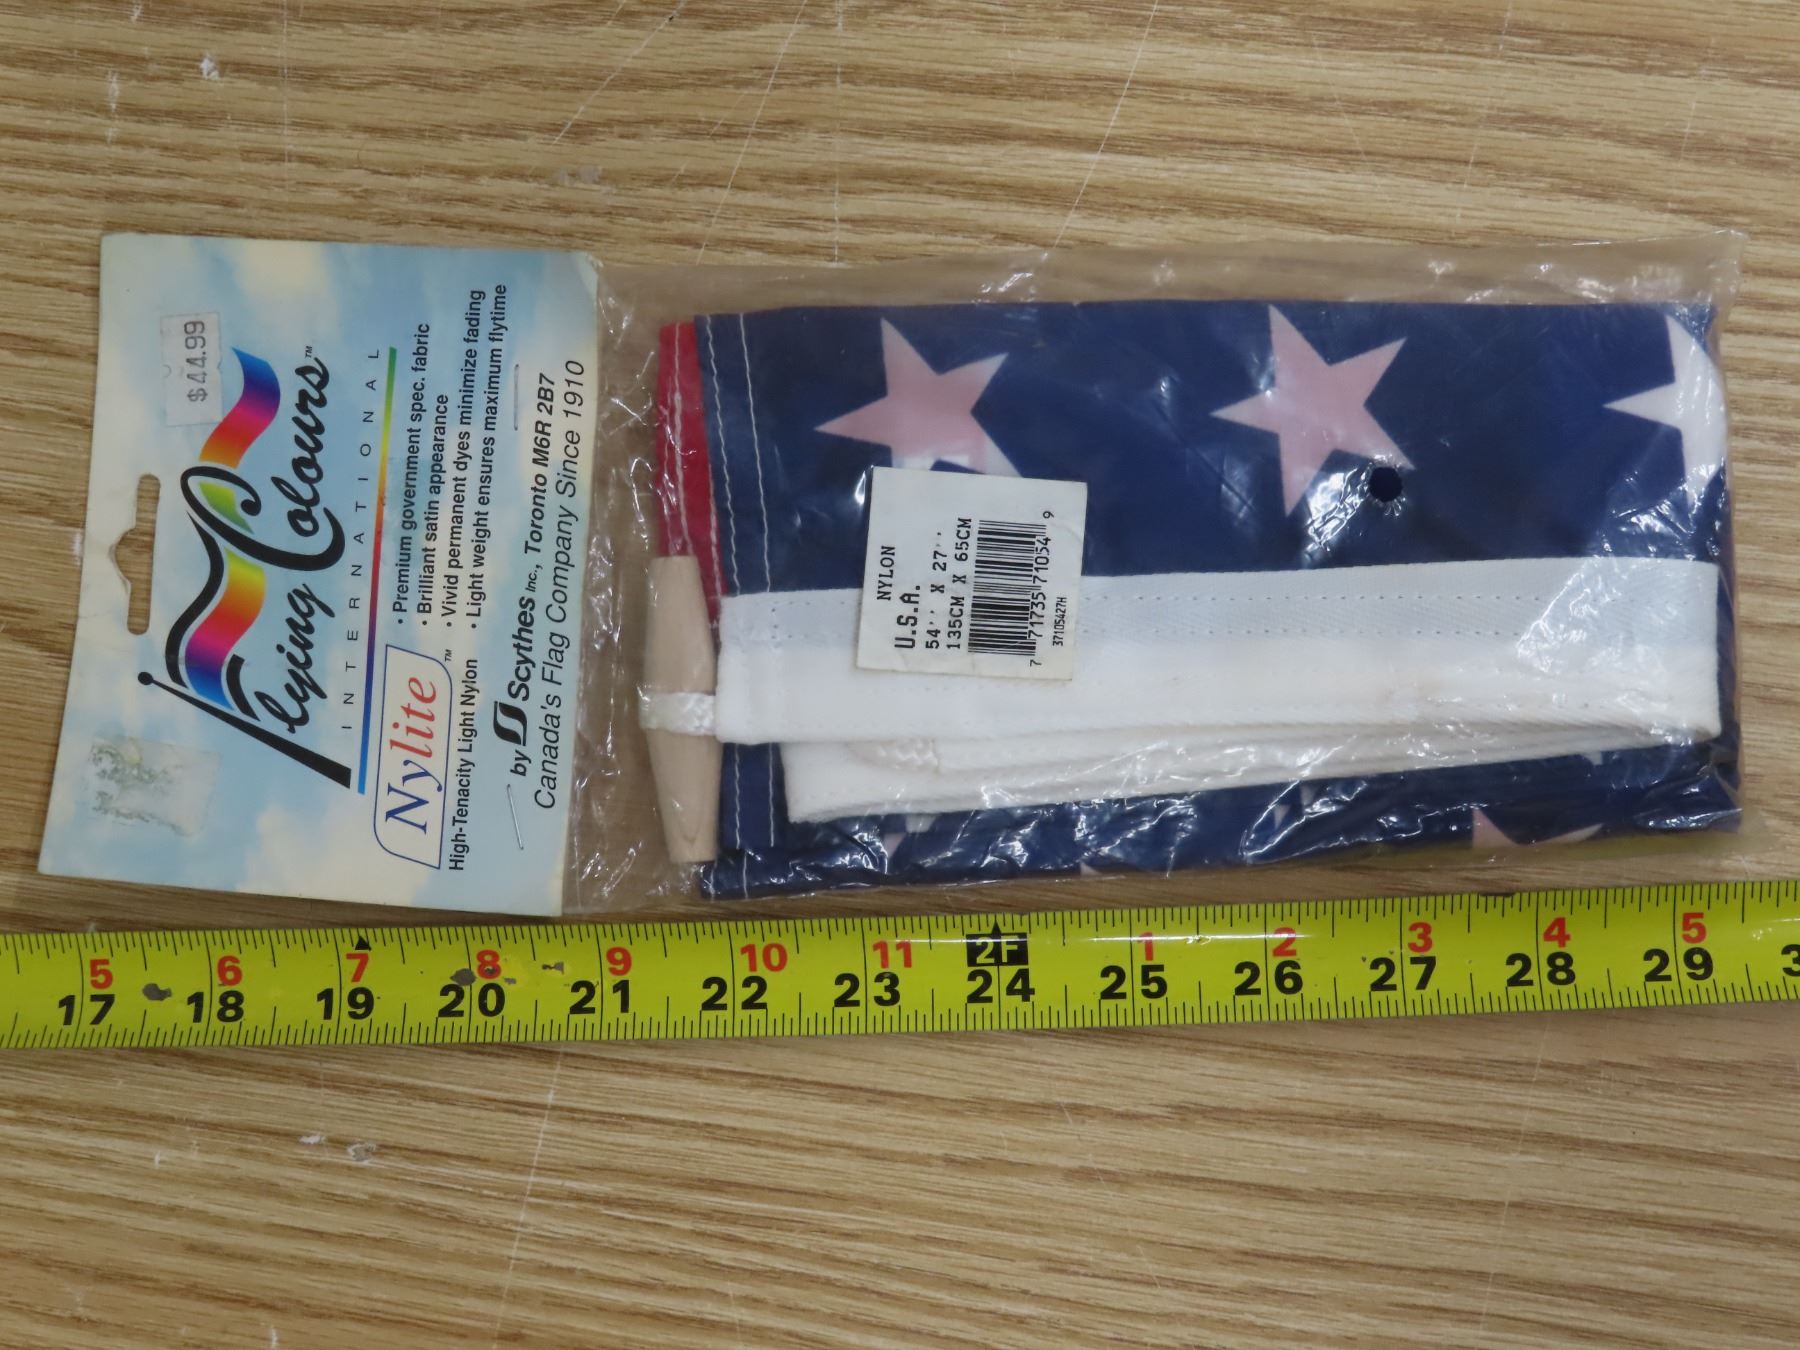 $44.99
Flying Colours™
INTERNATIONAL
• Premium government spec. fabric
• Brilliant satin appearance
• Vivid permanent dyes minimize fading
• Light weight ensures maximum flytime
Nylite™
High-Tenacity Light Nylon
by Scythes Inc., Toronto M6R 2B7
Canada's Flag Company Since 1910
NYLON
U.S.A.
54'' X 27''
135CM X 65CM
7 71735 71054 9
37105427H
5 6 7 8 9 10 11 2F 1 2 3 4 5
17 18 19 20 21 22 23 24 25 26 27 28 29 3